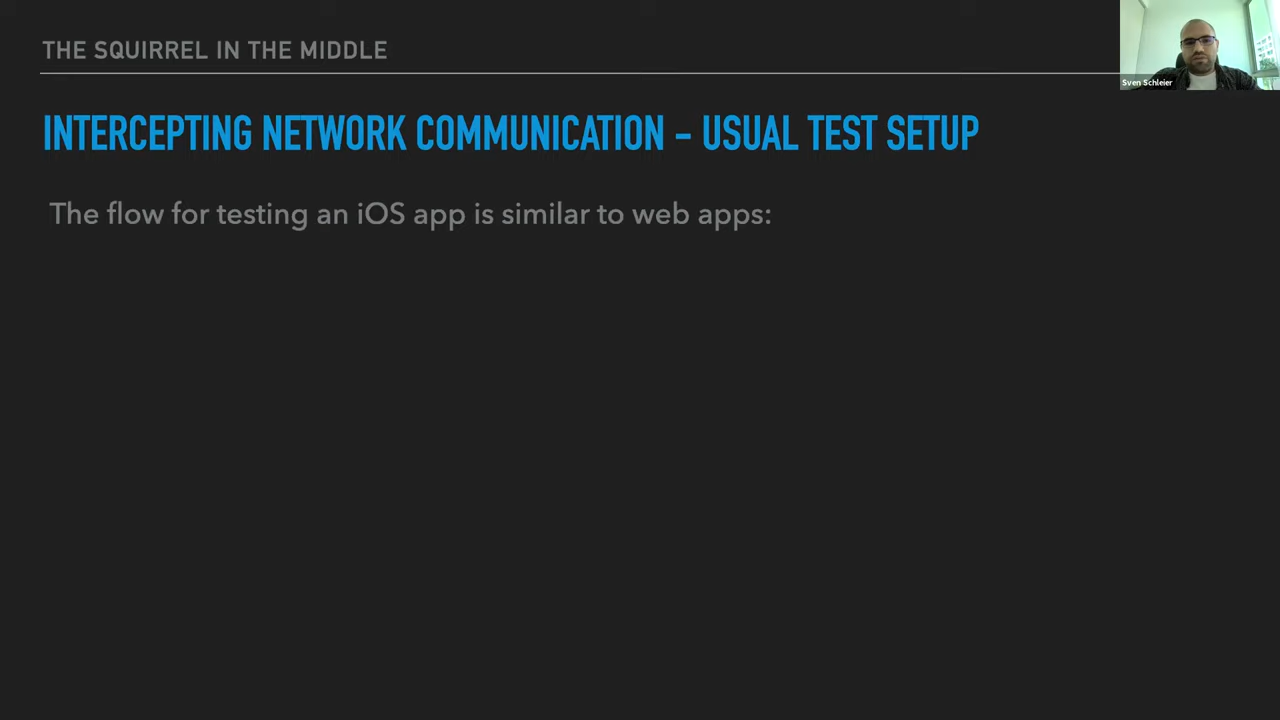 THE SQUIRREL IN THE MIDDLE
Sven Schleier
INTERCEPTING NETWORK COMMUNICATION - USUAL TEST SETUP
The flow for testing an iOS app is similar to web apps: